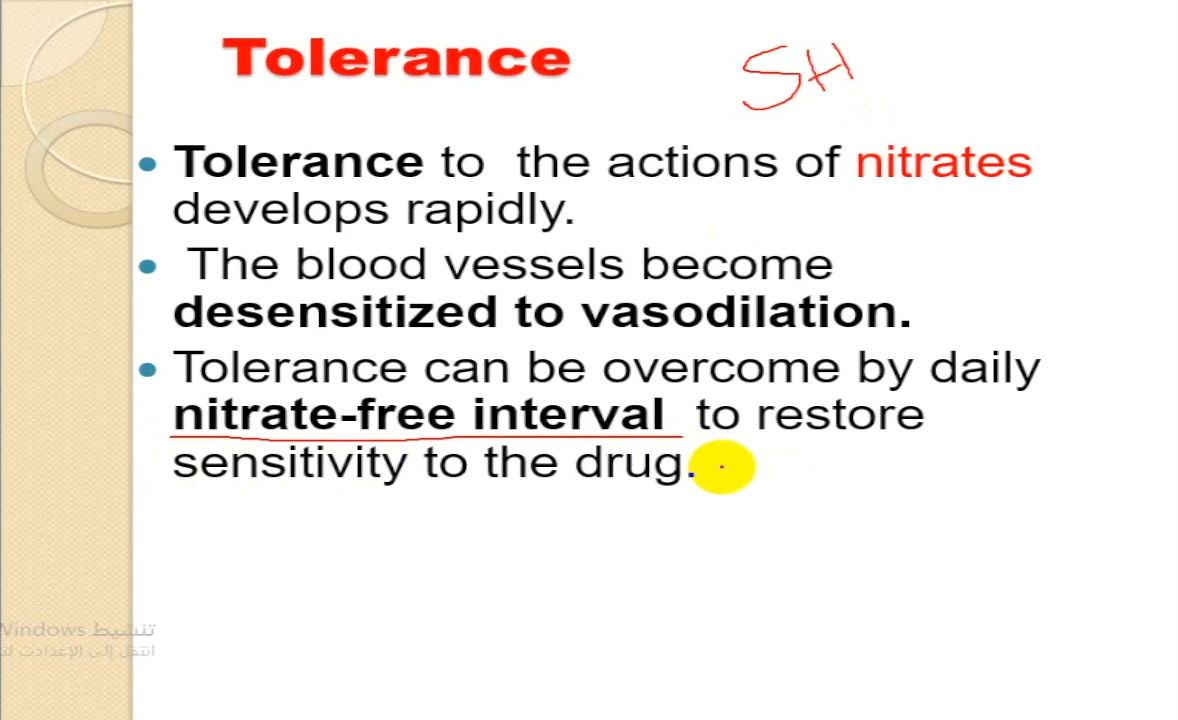 Tolerance
SH
Tolerance to the actions of nitrates
develops rapidly.
The blood vessels become
desensitized to vasodilation.
Tolerance can be overcome by daily
nitrate-free interval to restore
sensitivity to the drug.
تنشيط Windows
انتقل إلى الإعدادات